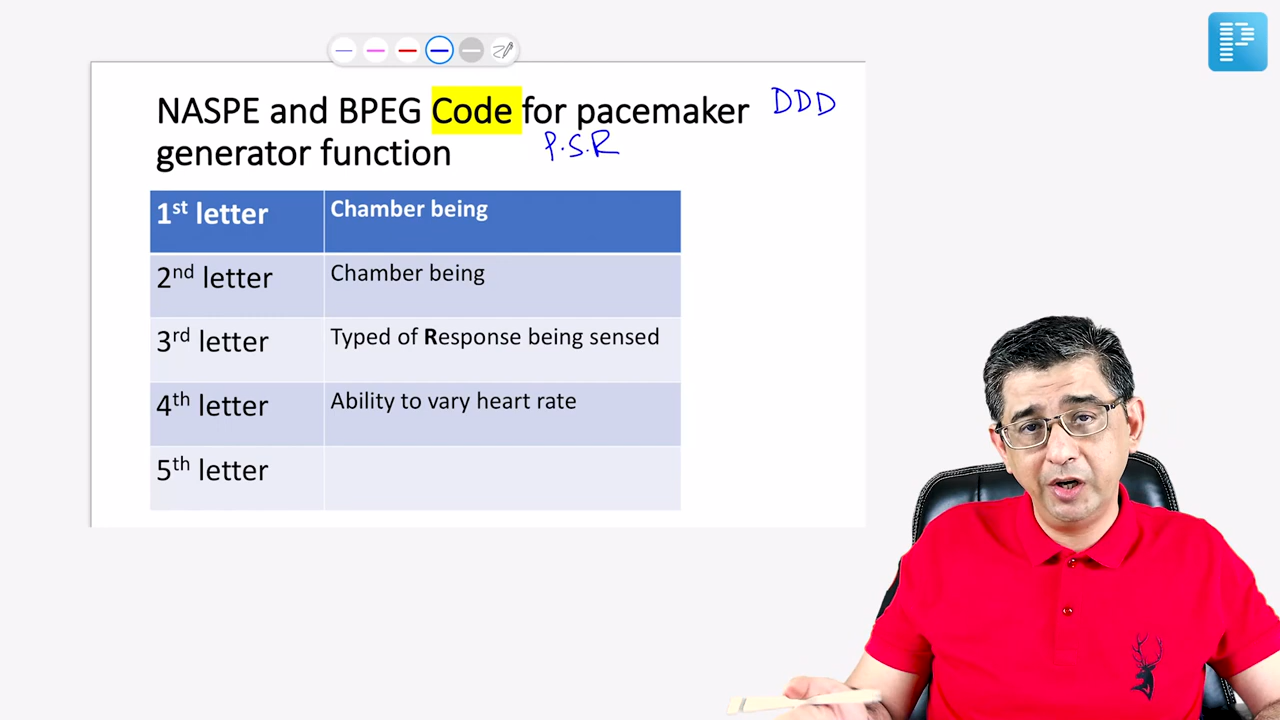 NASPE and BPEG Code for pacemaker DDD
generator function P.S.R
1st letter Chamber being
2nd letter Chamber being
3rd letter Typed of Response being sensed
4th letter Ability to vary heart rate
5th letter
P